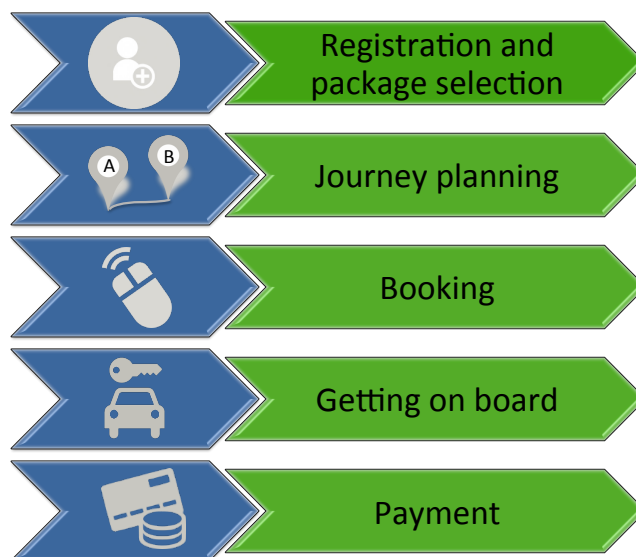 Registration and
package selection
A
B
Journey planning
Booking
Getting on board
Payment